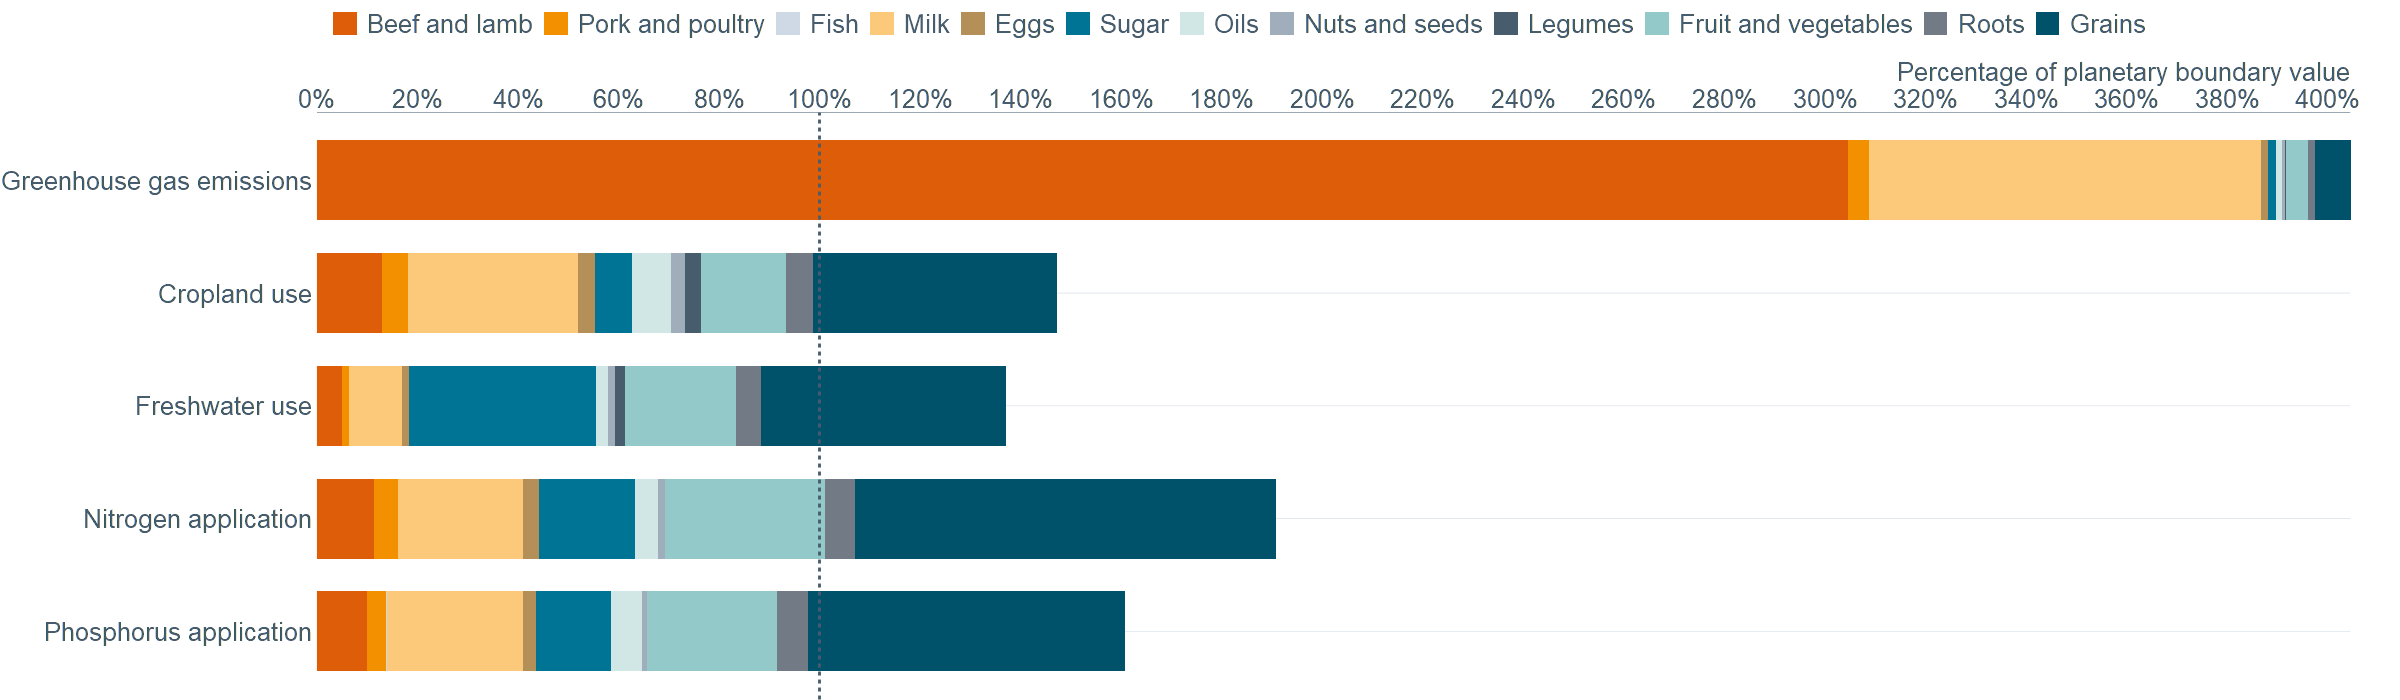 Beef and lamb Pork and poultry Fish Milk Eggs Sugar Oils Nuts and seeds Legumes Fruit and vegetables Roots Grains
Percentage of planetary boundary value
0% 20% 40% 60% 80% 100% 120% 140% 160% 180% 200% 220% 240% 260% 280% 300% 320% 340% 360% 380% 400%
Greenhouse gas emissions
Cropland use
Freshwater use
Nitrogen application
Phosphorus application